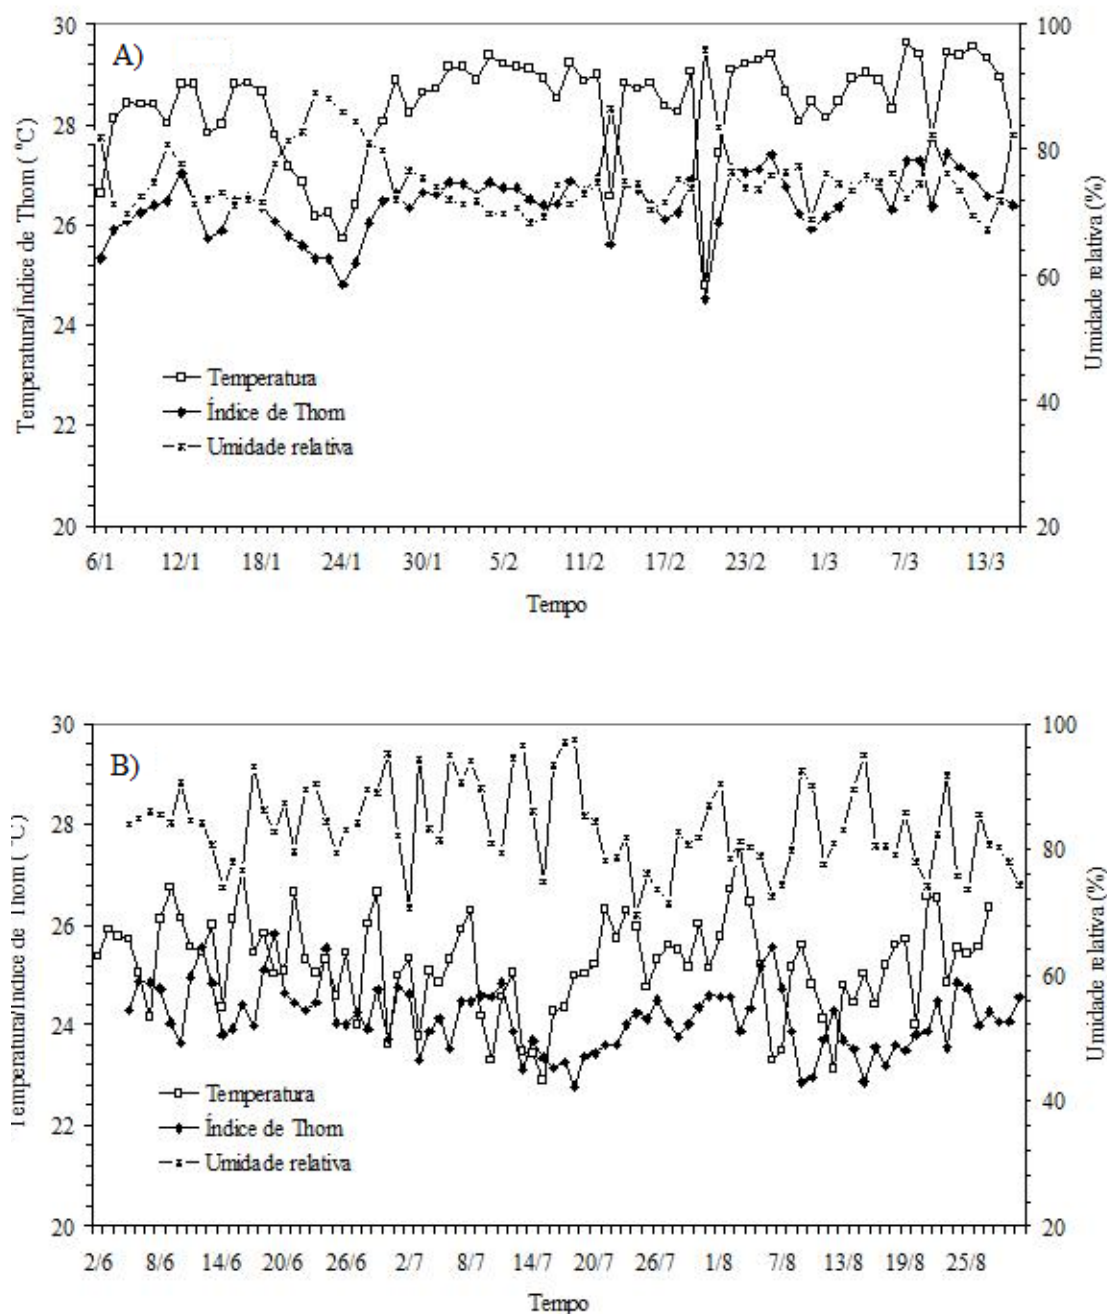 A)
Temperatura/Índice de Thom (°C)
30
28
26
24
22
20
Temperatura
Índice de Thom
Umidade relativa
100
80
60
40
20
Umidade relativa (%)
6/1 12/1 18/1 24/1 30/1 5/2 11/2 17/2 23/2 1/3 7/3 13/3
Tempo
B)
Temperatura/Índice de Thom (°C)
30
28
26
24
22
20
Temperatura
Índice de Thom
Umidade relativa
100
80
60
40
20
Umidade relativa (%)
2/6 8/6 14/6 20/6 26/6 2/7 8/7 14/7 20/7 26/7 1/8 7/8 13/8 19/8 25/8
Tempo